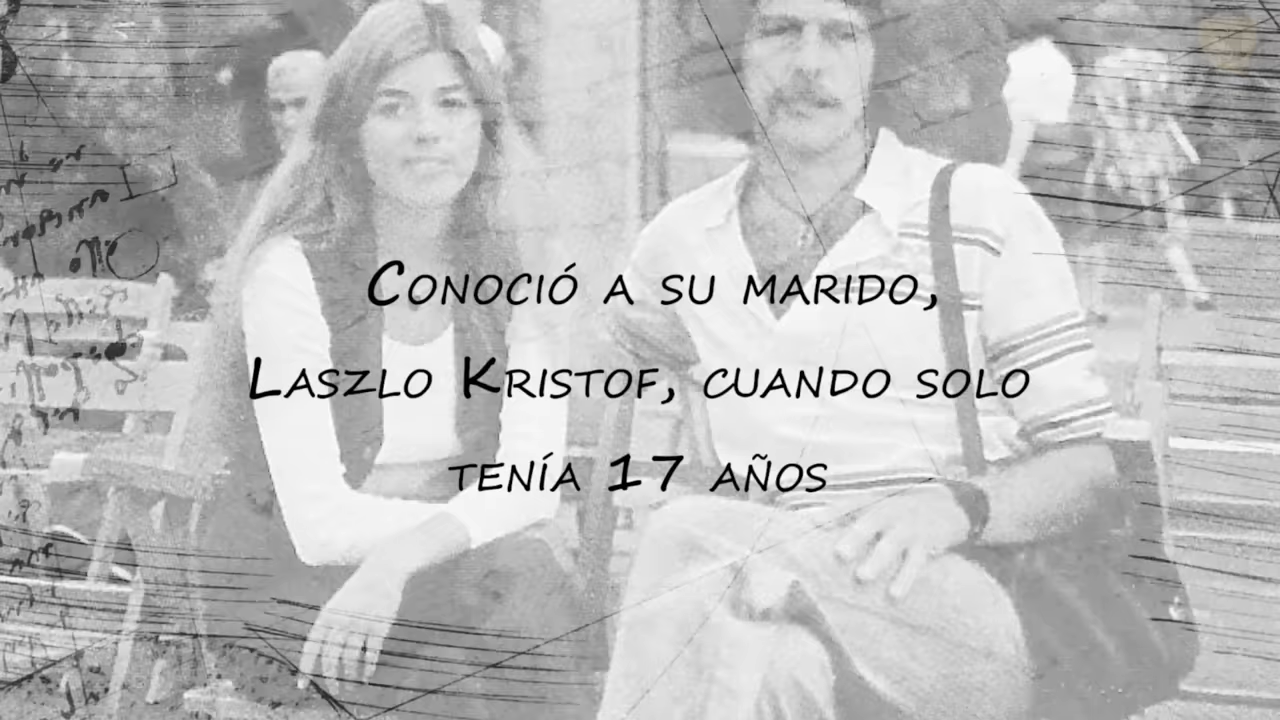 Conoció a su marido,
Laszlo Kristof, cuando solo
tenía 17 años